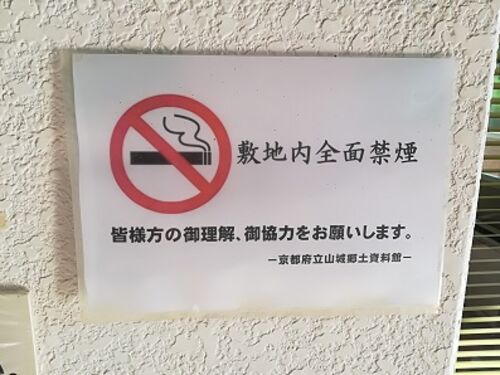 敷地内全面禁煙
皆様方の御理解、御協力をお願いします。
ー京都府立山城郷土資料館ー